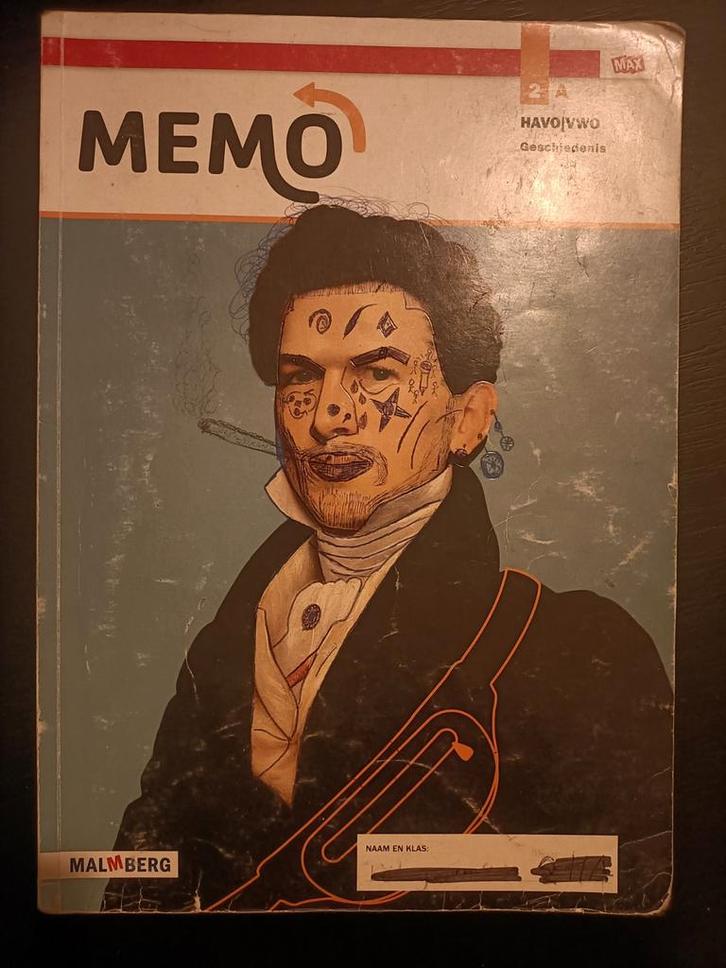 MAX
2 A
MEMO
HAVO|VWO
Geschiedenis
NAAM EN KLAS:
MALMBERG